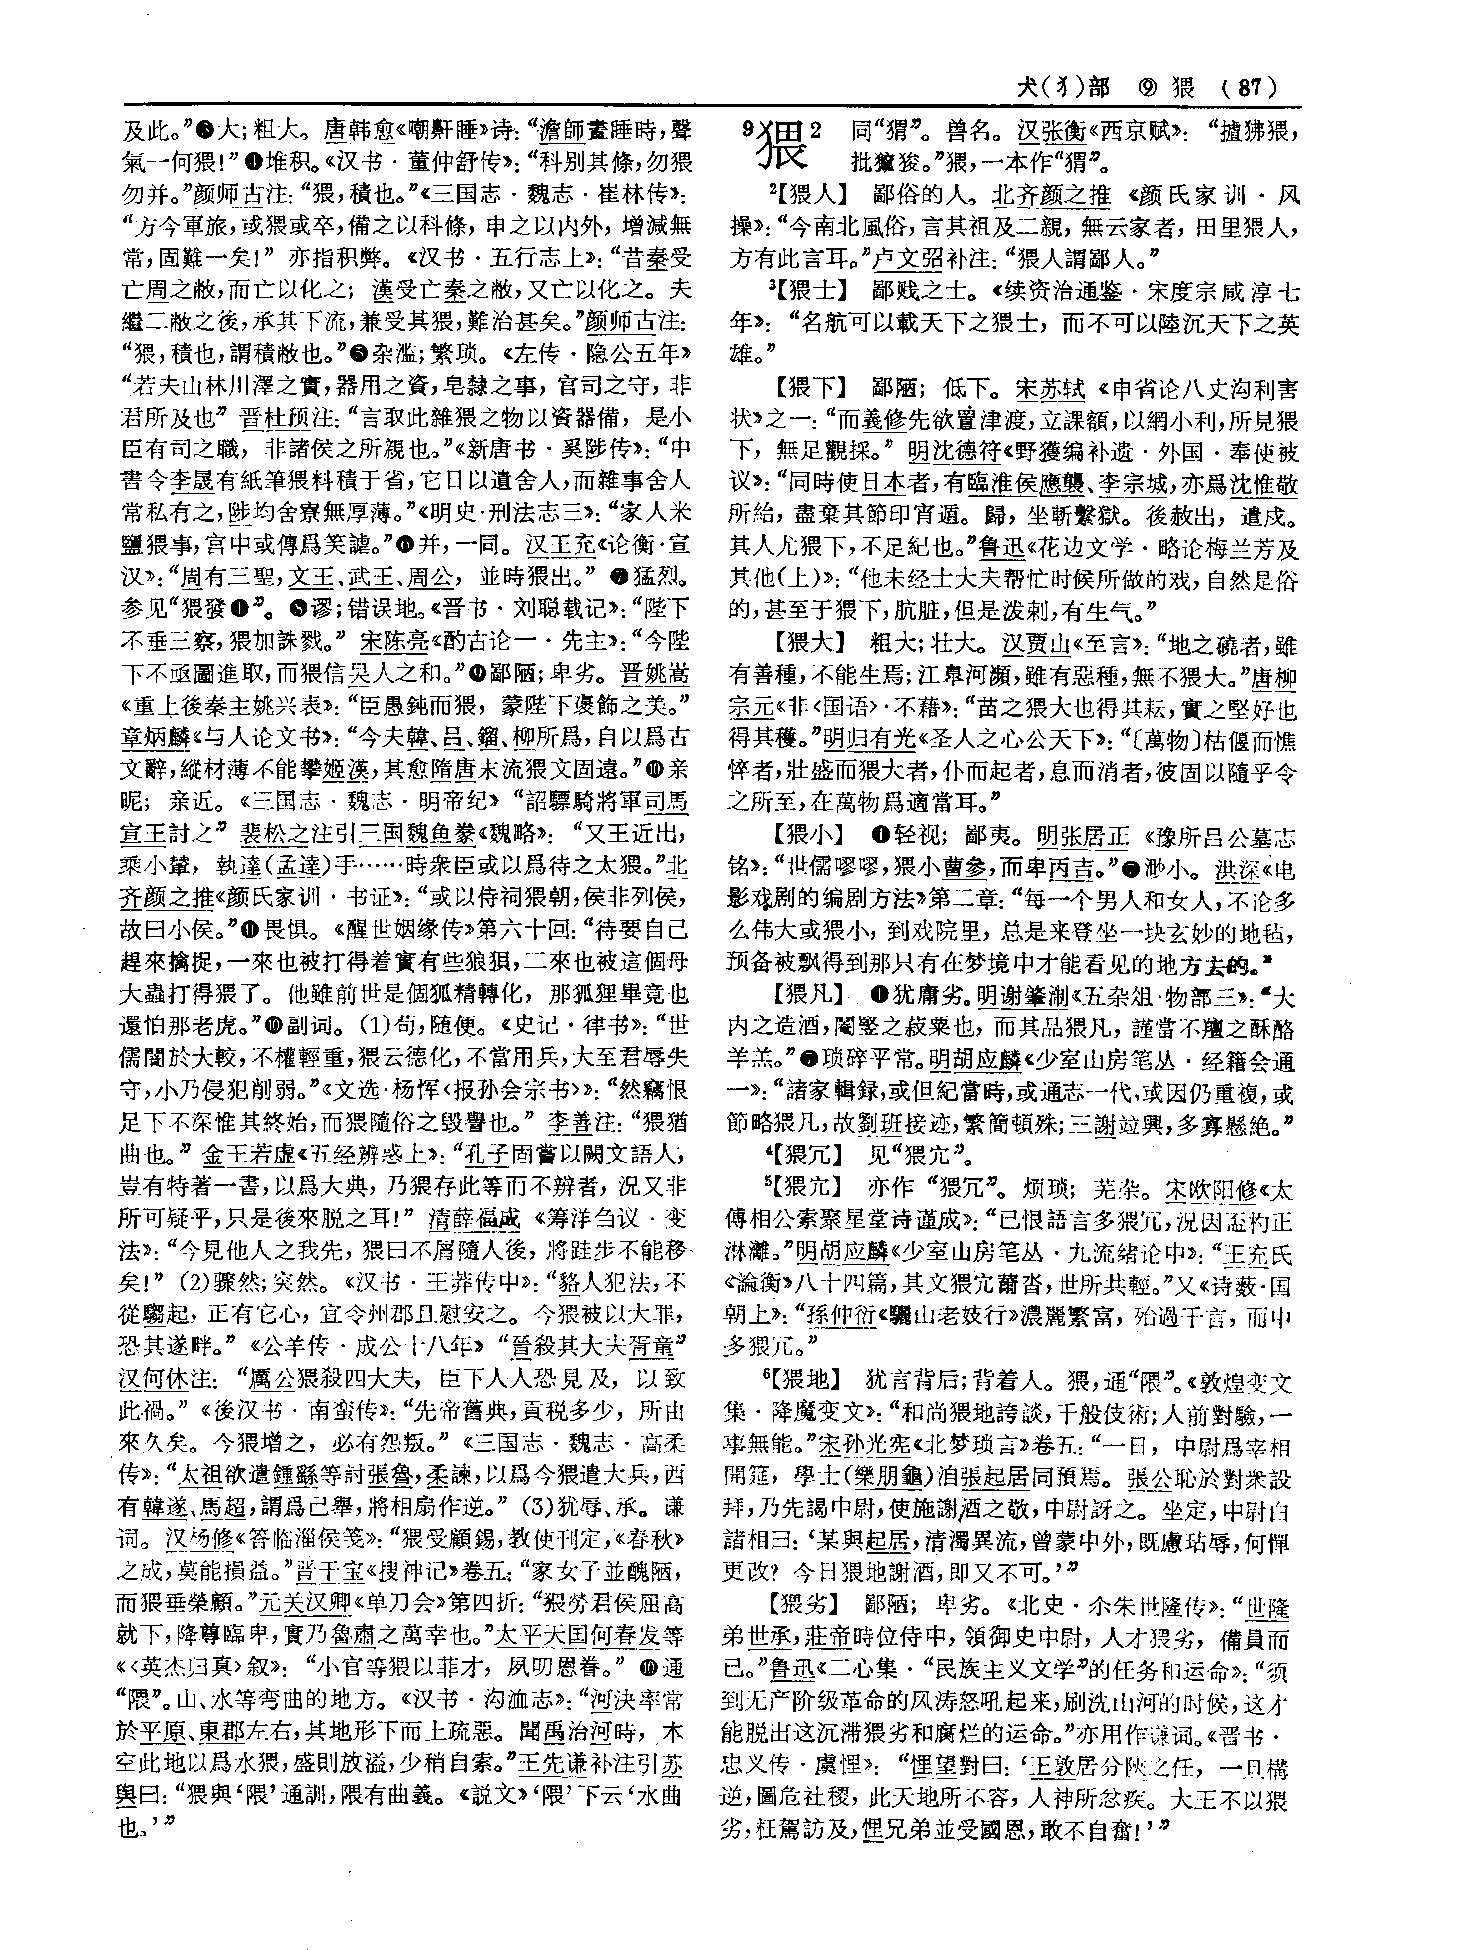 犬(犭)部　⑨　猥　(87)
及此。”❸大；粗大。唐韩愈《嘲鼾睡》诗：“澹師晝睡時，聲
氣一何猥！”❹堆积。《汉书·董仲舒传》：“科别其條，勿猥
勿并。”颜师古注：“猥，積也。”《三国志·魏志·崔林传》：
“方今軍旅，或猥或卒，備之以科條，申之以内外，增減無
常，固難一矣！”亦指积弊。《汉书·五行志上》：“昔秦受
亡周之敝，而亡以化之；漢受亡秦之敝，又亡以化之。夫
繼二敝之後，承其下流，兼受其猥，難治甚矣。”颜师古注：
“猥，積也，謂積敝也。”❺杂滥；繁琐。《左传·隐公五年》
“若夫山林川澤之實，器用之資，皂隸之事，官司之守，非
君所及也”晋杜预注：“言取此雜猥之物以資器備，是小
臣有司之職，非諸侯之所親也。”《新唐书·奚陟传》：“中
書令李晟有紙筆猥料積于省，它日以遺舍人，而雜事舍人
常私有之，陟均舍寮無厚薄。”《明史·刑法志三》：“家人米
鹽猥事，宫中或傳爲笑謔。”❻并，一同。汉王充《论衡·宣
汉》：“周有三聖，文王、武王、周公，並時猥出。”❼猛烈。
参见“猥發❶”。❽谬；错误地。《晋书·刘聪载记》：“陛下
不垂三察，猥加誅戮。”宋陈亮《酌古论一·先主》：“今陛
下不亟圖進取，而猥信吴人之和。”❾鄙陋；卑劣。晋姚嵩
《重上後秦主姚兴表》：“臣愚鈍而猥，蒙陛下褒飾之美。”
章炳麟《与人论文书》：“今夫韓、吕、鎦、柳所爲，自以爲古
文辭，縱材薄不能攀姬漢，其愈隋唐末流猥文固遠。”❿亲
昵；亲近。《三国志·魏志·明帝纪》“詔驃騎將軍司馬
宣王討之”裴松之注引三国魏鱼豢《魏略》：“又王近出，
乘小輦，執達(孟達)手……時衆臣或以爲待之太猥。”北
齐颜之推《颜氏家训·书证》：“或以侍祠猥朝，侯非列侯，
故曰小侯。”⓫畏惧。《醒世姻缘传》第六十回：“待要自己
趕來擒捉，一來也被打得着實有些狼狽，二來也被這個母
大蟲打得猥了。他雖前世是個狐精轉化，那狐狸畢竟也
還怕那老虎。”⓬副词。(1)苟，随便。《史记·律书》：“世
儒闇於大較，不權輕重，猥云德化，不當用兵，大至君辱失
守，小乃侵犯削弱。”《文选·杨恽〈报孙会宗书〉》：“然竊恨
足下不深惟其終始，而猥隨俗之毁譽也。”李善注：“猥猶
曲也。”金王若虚《五经辨惑上》：“孔子固嘗以闕文語人，
豈有特著一書，以爲大典，乃猥存此等而不辨者，況又非
所可疑乎，只是後來脱之耳！”清薛福成《筹洋刍议·变
法》：“今見他人之我先，猥曰不屑隨人後，將跬步不能移
矣！”(2)骤然；突然。《汉书·王莽传中》：“貉人犯法，不
從騶起，正有它心，宜令州郡且慰安之。今猥被以大罪，
恐其遂畔。”《公羊传·成公十八年》“晉殺其大夫胥童”
汉何休注：“厲公猥殺四大夫，臣下人人恐見及，以致
此禍。”《後汉书·南蛮传》：“先帝舊典，貢税多少，所由
來久矣。今猥增之，必有怨叛。”《三国志·魏志·高柔
传》：“太祖欲遣鍾繇等討張魯，柔諫，以爲今猥遣大兵，西
有韓遂、馬超，謂爲己舉，將相扇作逆。”(3)犹辱、承。谦
词。汉杨修《答临淄侯笺》：“猥受顧錫，教使刊定，《春秋》
之成，莫能損益。”晋干宝《搜神记》卷五：“家女子並醜陋，
而猥垂榮顧。”元关汉卿《单刀会》第四折：“猥勞君侯屈高
就下，降尊臨卑，實乃魯肅之萬幸也。”太平天囯何春发等
《〈英杰归真〉叙》：“小官等猥以菲才，夙叨恩眷。”⓭通
“隈”。山、水等弯曲的地方。《汉书·沟洫志》：“河決率常
於平原、東郡左右，其地形下而土疏惡。聞禹治河時，本
空此地以爲水猥，盛則放溢，少稍自索。”王先谦补注引苏
舆曰：“猥與‘隈’通訓，隈有曲義。《説文》‘隈’下云‘水曲
也。’”
9猥2　同“猬”。兽名。汉张衡《西京赋》：“摣狒猥，
批窳狻。”猥，一本作“猬”。
2【猥人】　鄙俗的人。北齐颜之推《颜氏家训·风
操》：“今南北風俗，言其祖及二親，無云家者，田里猥人，
方有此言耳。”卢文弨补注：“猥人謂鄙人。”
3【猥士】　鄙贱之士。《续资治通鉴·宋度宗咸淳七
年》：“名航可以載天下之猥士，而不可以陸沉天下之英
雄。”
【猥下】　鄙陋；低下。宋苏轼《申省论八丈沟利害
状》之一：“而義修先欲置津渡，立課額，以網小利，所見猥
下，無足觀採。”明沈德符《野獲编补遗·外国·奉使被
议》：“同時使日本者，有臨淮侯應襲、李宗城，亦爲沈惟敬
所紿，盡棄其節印宵遁。歸，坐斬繫獄。後赦出，遣戍。
其人尤猥下，不足紀也。”鲁迅《花边文学·略论梅兰芳及
其他(上)》：“他未经士大夫帮忙时候所做的戏，自然是俗
的，甚至于猥下，肮脏，但是泼剌，有生气。”
【猥大】　粗大；壮大。汉贾山《至言》：“地之磽者，雖
有善種，不能生焉；江皋河瀕，雖有惡種，無不猥大。”唐柳
宗元《非〈国语〉·不藉》：“苗之猥大也得其耘，實之堅好也
得其穫。”明归有光《圣人之心公天下》：“〔萬物〕枯偃而憔
悴者，壯盛而猥大者，仆而起者，息而消者，彼固以隨乎令
之所至，在萬物爲適當耳。”
【猥小】　❶轻视；鄙夷。明张居正《豫所吕公墓志
铭》：“世儒嘐嘐，猥小曹參，而卑丙吉。”❷渺小。洪深《电
影戏剧的编剧方法》第二章：“每一个男人和女人，不论多
么伟大或猥小，到戏院里，总是来登坐一块玄妙的地毡，
预备被飘得到那只有在梦境中才能看见的地方去的。”
【猥凡】　❶犹庸劣。明谢肇淛《五杂俎·物部三》：“大
内之造酒，閹豎之菽粟也，而其品猥凡，謹當不羶之酥酪
羊羔。”❷琐碎平常。明胡应麟《少室山房笔丛·经籍会通
一》：“諸家輯録，或但紀當時，或通志一代，或因仍重複，或
節略猥凡，故劉班接迹，繁簡頓殊；三謝竝興，多寡懸絶。”
4【猥冗】　见“猥宂”。
5【猥宂】　亦作“猥冗”。烦琐；芜杂。宋欧阳修《太
傅相公索聚星堂诗谨成》：“已恨語言多猥冗，況因盃杓正
淋灕。”明胡应麟《少室山房笔丛·九流绪论中》：“王充氏
《論衡》八十四篇，其文猥宂薾沓，世所共輕。”又《诗薮·国
朝上》：“孫仲衍《驪山老妓行》濃麗繁富，殆過千言，而中
多猥冗。”
6【猥地】　犹言背后；背着人。猥，通“隈”。《敦煌变文
集·降魔变文》：“和尚猥地誇談，千般伎術；人前對驗，一
事無能。”宋孙光宪《北梦琐言》卷五：“一日，中尉爲宰相
開筵，學士(樂朋龜)洎張起居同預焉。張公恥於對衆設
拜，乃先謁中尉，使施謝酒之敬，中尉訝之。坐定，中尉白
諸相曰：‘某與起居，清濁異流，曾蒙中外，既慮玷辱，何憚
更改？今日猥地謝酒，即又不可。’”
【猥劣】　鄙陋；卑劣。《北史·尒朱世隆传》：“世隆
弟世承，莊帝時位侍中，領御史中尉，人才猥劣，備員而
已。”鲁迅《二心集·“民族主义文学”的任务和运命》：“须
到无产阶级革命的风涛怒吼起来，刷洗山河的时候，这才
能脱出这沉滞猥劣和腐烂的运命。”亦用作谦词。《晋书·
忠义传·虞悝》：“悝望對曰：‘王敦居分陝之任，一旦構
逆，圖危社稷，此天地所不容，人神所忿疾。大王不以猥
劣，枉駕訪及，悝兄弟並受國恩，敢不自奮！’”